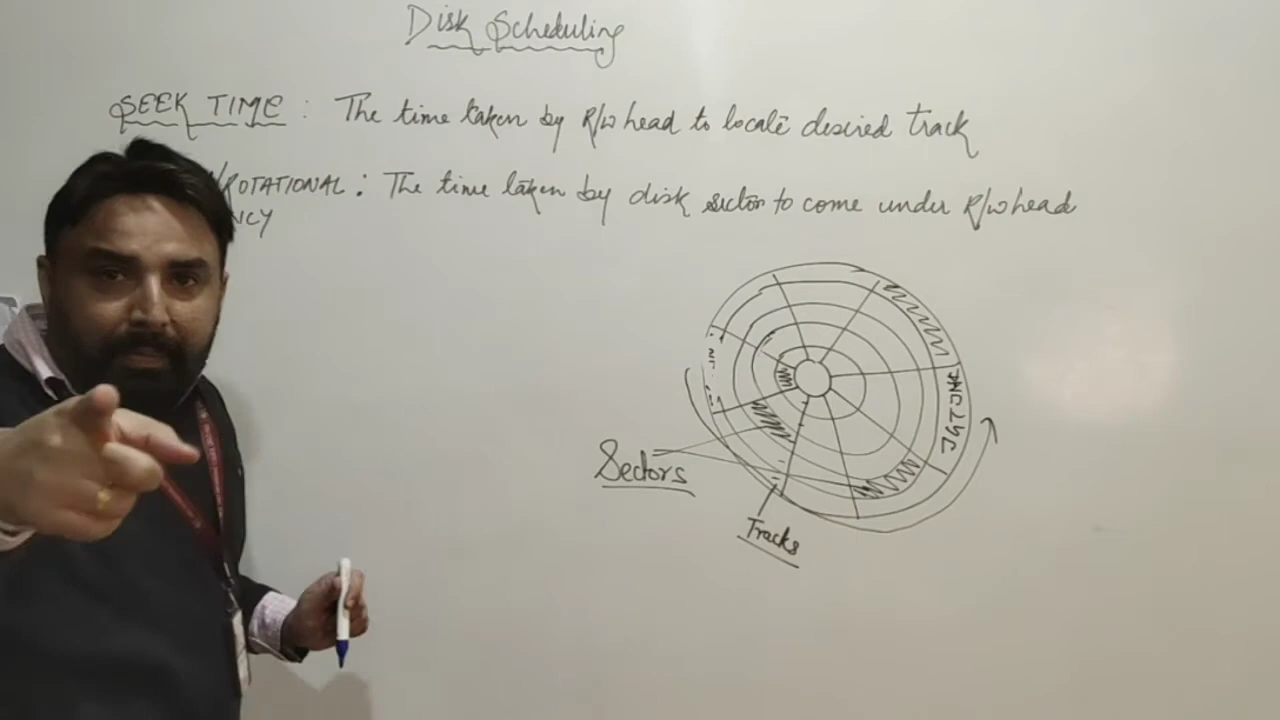 Disk Scheduling
SEEK TIME : The time taken by R/w head to locate desired track
/ROTATIONAL : The time taken by disk sector to come under R/w head
NCY
Sectors
Tracks